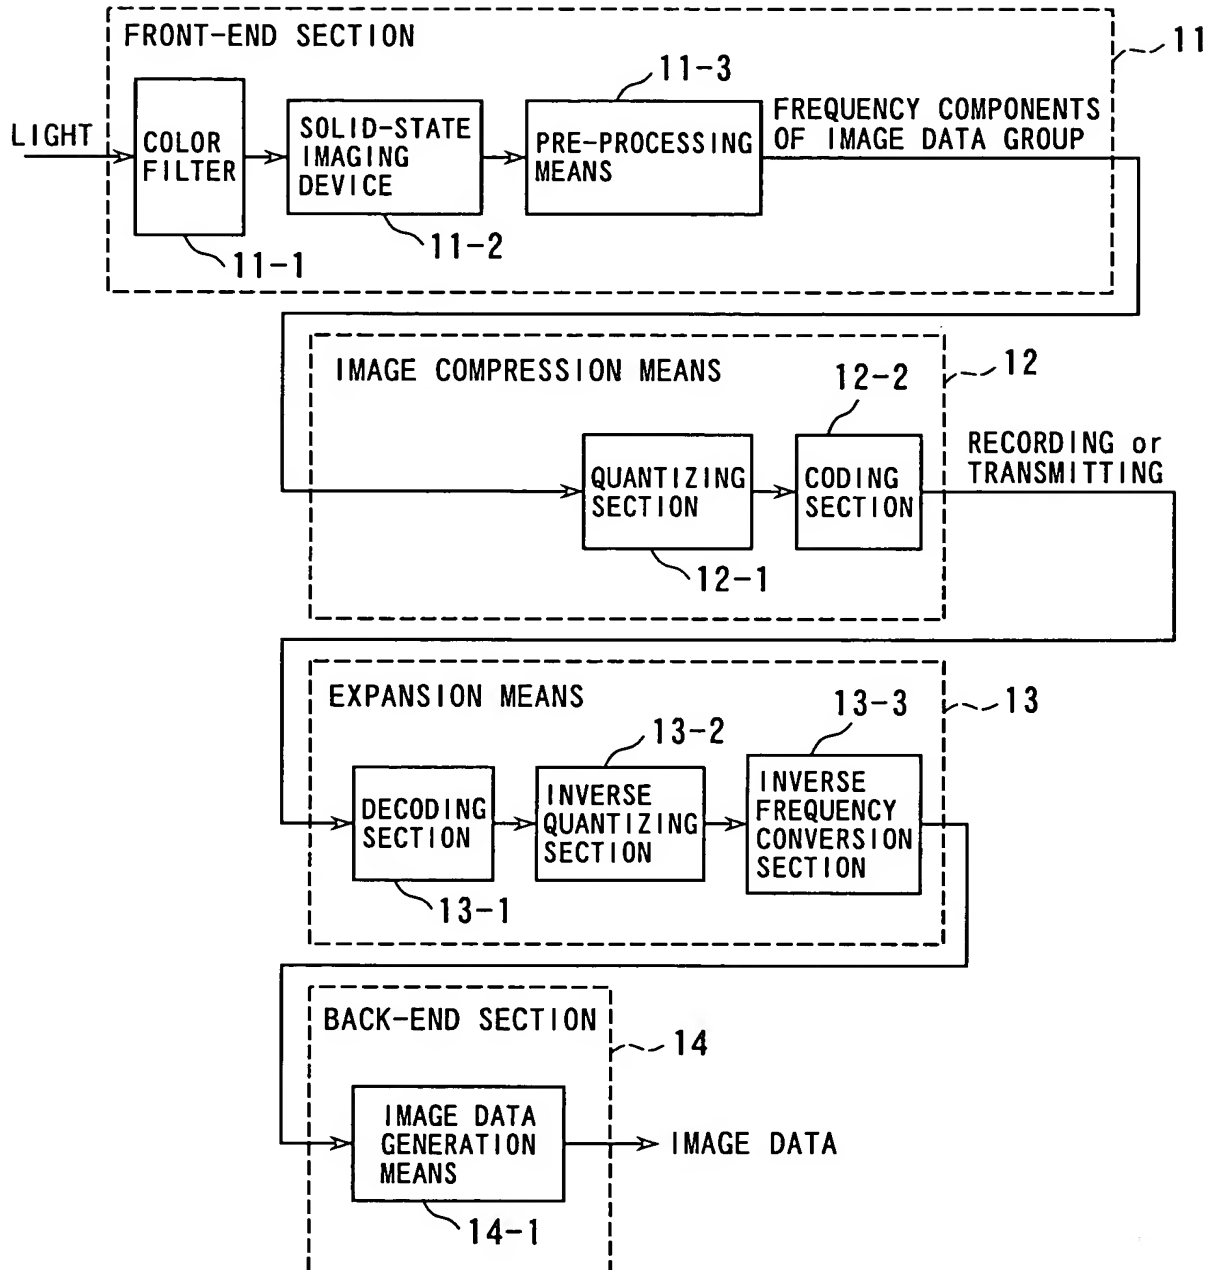 FRONT-END SECTION
11
11-3
LIGHT
COLOR
FILTER
SOLID-STATE
IMAGING
DEVICE
PRE-PROCESSING
MEANS
FREQUENCY COMPONENTS
OF IMAGE DATA GROUP
11-1
11-2
IMAGE COMPRESSION MEANS
12
12-2
QUANTIZING
SECTION
CODING
SECTION
RECORDING or
TRANSMITTING
12-1
EXPANSION MEANS
13
13-2
13-3
DECODING
SECTION
INVERSE
QUANTIZING
SECTION
INVERSE
FREQUENCY
CONVERSION
SECTION
13-1
BACK-END SECTION
14
IMAGE DATA
GENERATION
MEANS
IMAGE DATA
14-1